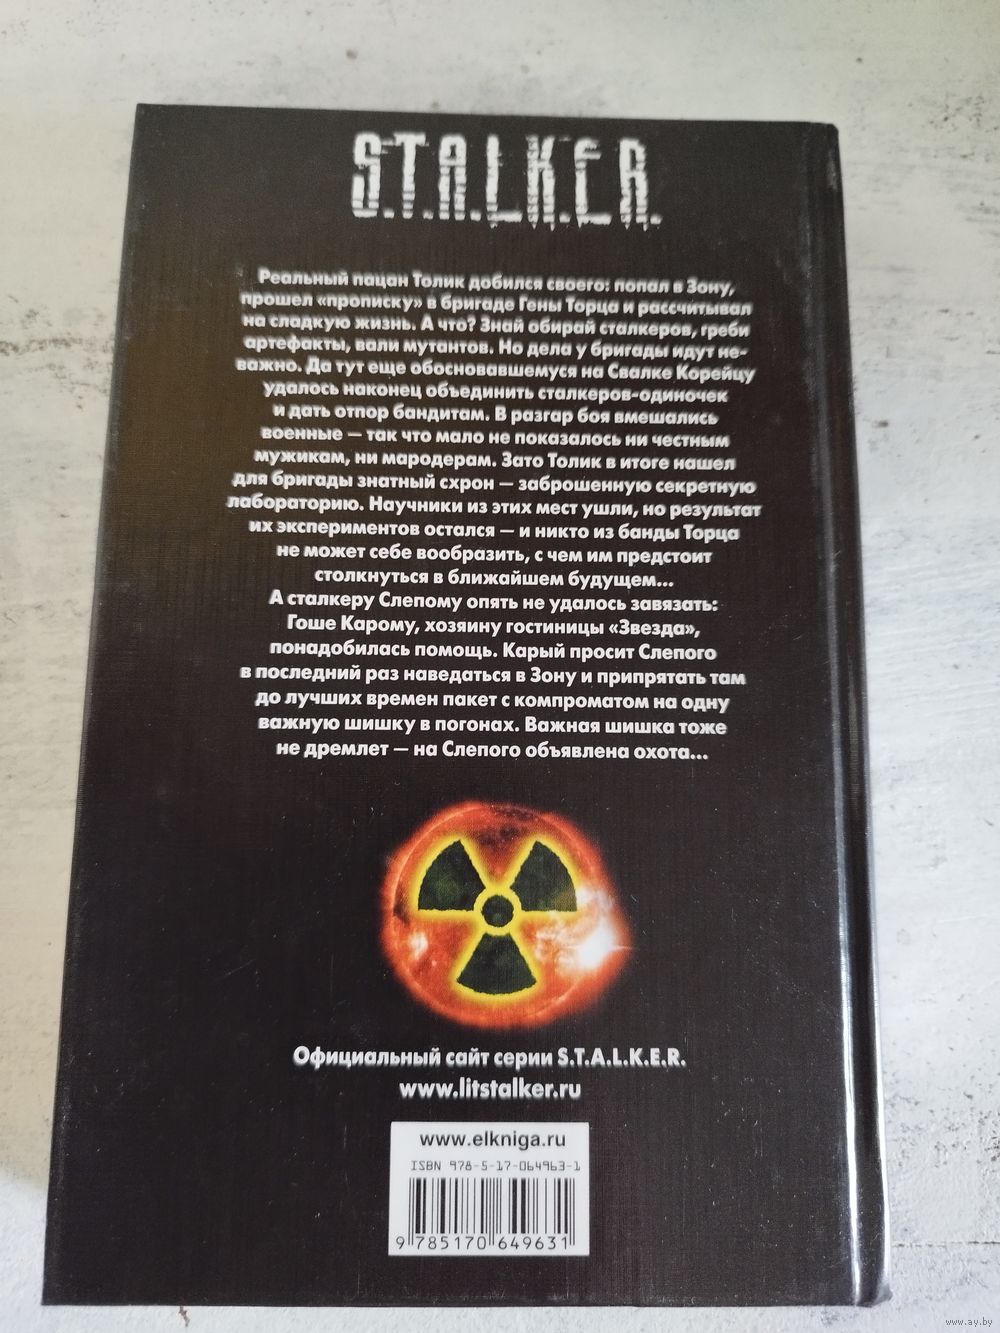 S.T.A.L.K.E.R.
Реальный пацан Толик добился своего: попал в Зону,
прошел «прописку» в бригаде Гены Торца и рассчитывал
на сладкую жизнь. А что? Знай обирай сталкеров, греби
артефакты, вали мутантов. Но дела у бригады идут не-
важно. Да тут еще обосновавшемуся на Свалке Корейцу
удалось наконец объединить сталкеров-одиночек
и дать отпор бандитам. В разгар боя вмешались
военные — так что мало не показалось ни честным
мужикам, ни мародерам. Зато Толик в итоге нашел
для бригады знатный схрон — заброшенную секретную
лабораторию. Научники из этих мест ушли, но результат
их экспериментов остался — и никто из банды Торца
не может себе вообразить, с чем им предстоит
столкнуться в ближайшем будущем...
А сталкеру Слепому опять не удалось завязать:
Гоше Карому, хозяину гостиницы «Звезда»,
понадобилась помощь. Карый просит Слепого
в последний раз наведаться в Зону и припрятать там
до лучших времен пакет с компроматом на одну
важную шишку в погонах. Важная шишка тоже
не дремлет — на Слепого объявлена охота...
Официальный сайт серии S.T.A.L.K.E.R.
www.litstalker.ru
www.elkniga.ru
ISBN 978-5-17-064963-1
9 785170 649631
www.ay.by